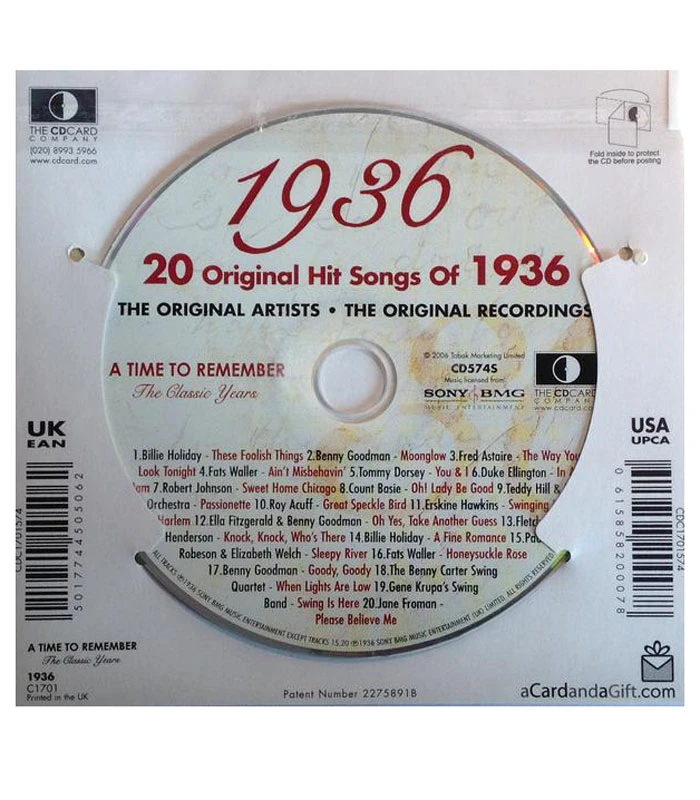 THE CDCARD
COMPANY
(020) 8993 5966
www.cdcard.com
Fold inside to protect
the CD before posting
1936
20 Original Hit Songs Of 1936
THE ORIGINAL ARTISTS • THE ORIGINAL RECORDINGS
A TIME TO REMEMBER
The Classic Years
℗ 2006 Tabak Marketing Limited
CD574S
Music licensed from
SONY BMG
MUSIC ENTERTAINMENT
THE CDCARD
COMPANY
www.cdcard.com
1.Billie Holiday - These Foolish Things 2.Benny Goodman - Moonglow 3.Fred Astaire - The Way You
Look Tonight 4.Fats Waller - Ain't Misbehavin' 5.Tommy Dorsey - You & I 6.Duke Ellington - In A
7.Robert Johnson - Sweet Home Chicago 8.Count Basie - Oh! Lady Be Good 9.Teddy Hill &
Orchestra - Passionette 10.Roy Acuff - Great Speckle Bird 11.Erskine Hawkins - Swinging
Harlem 12.Ella Fitzgerald & Benny Goodman - Oh Yes, Take Another Guess 13.Fletch
Henderson - Knock, Knock, Who's There 14.Billie Holiday - A Fine Romance 15.Pau
Robeson & Elizabeth Welch - Sleepy River 16.Fats Waller - Honeysuckle Rose
17.Benny Goodman - Goody, Goody 18.The Benny Carter Swing
Quartet - When Lights Are Low 19.Gene Krupa's Swing
Band - Swing Is Here 20.Jane Froman -
Please Believe Me
ALL TRACKS ℗1936 SONY BMG MUSIC ENTERTAINMENT EXCEPT TRACKS 15,20 ℗1936 SONY BMG MUSIC ENTERTAINMENT (UK) LIMITED. ALL RIGHTS RESERVED.
UK
EAN
CDC1701574
5017744505062
USA
UPCA
0 61585 820007 8
CDC1701574
A TIME TO REMEMBER
The Classic Years
1936
C1701
Printed in the UK
Patent Number 2275891B
aCardandaGift.com